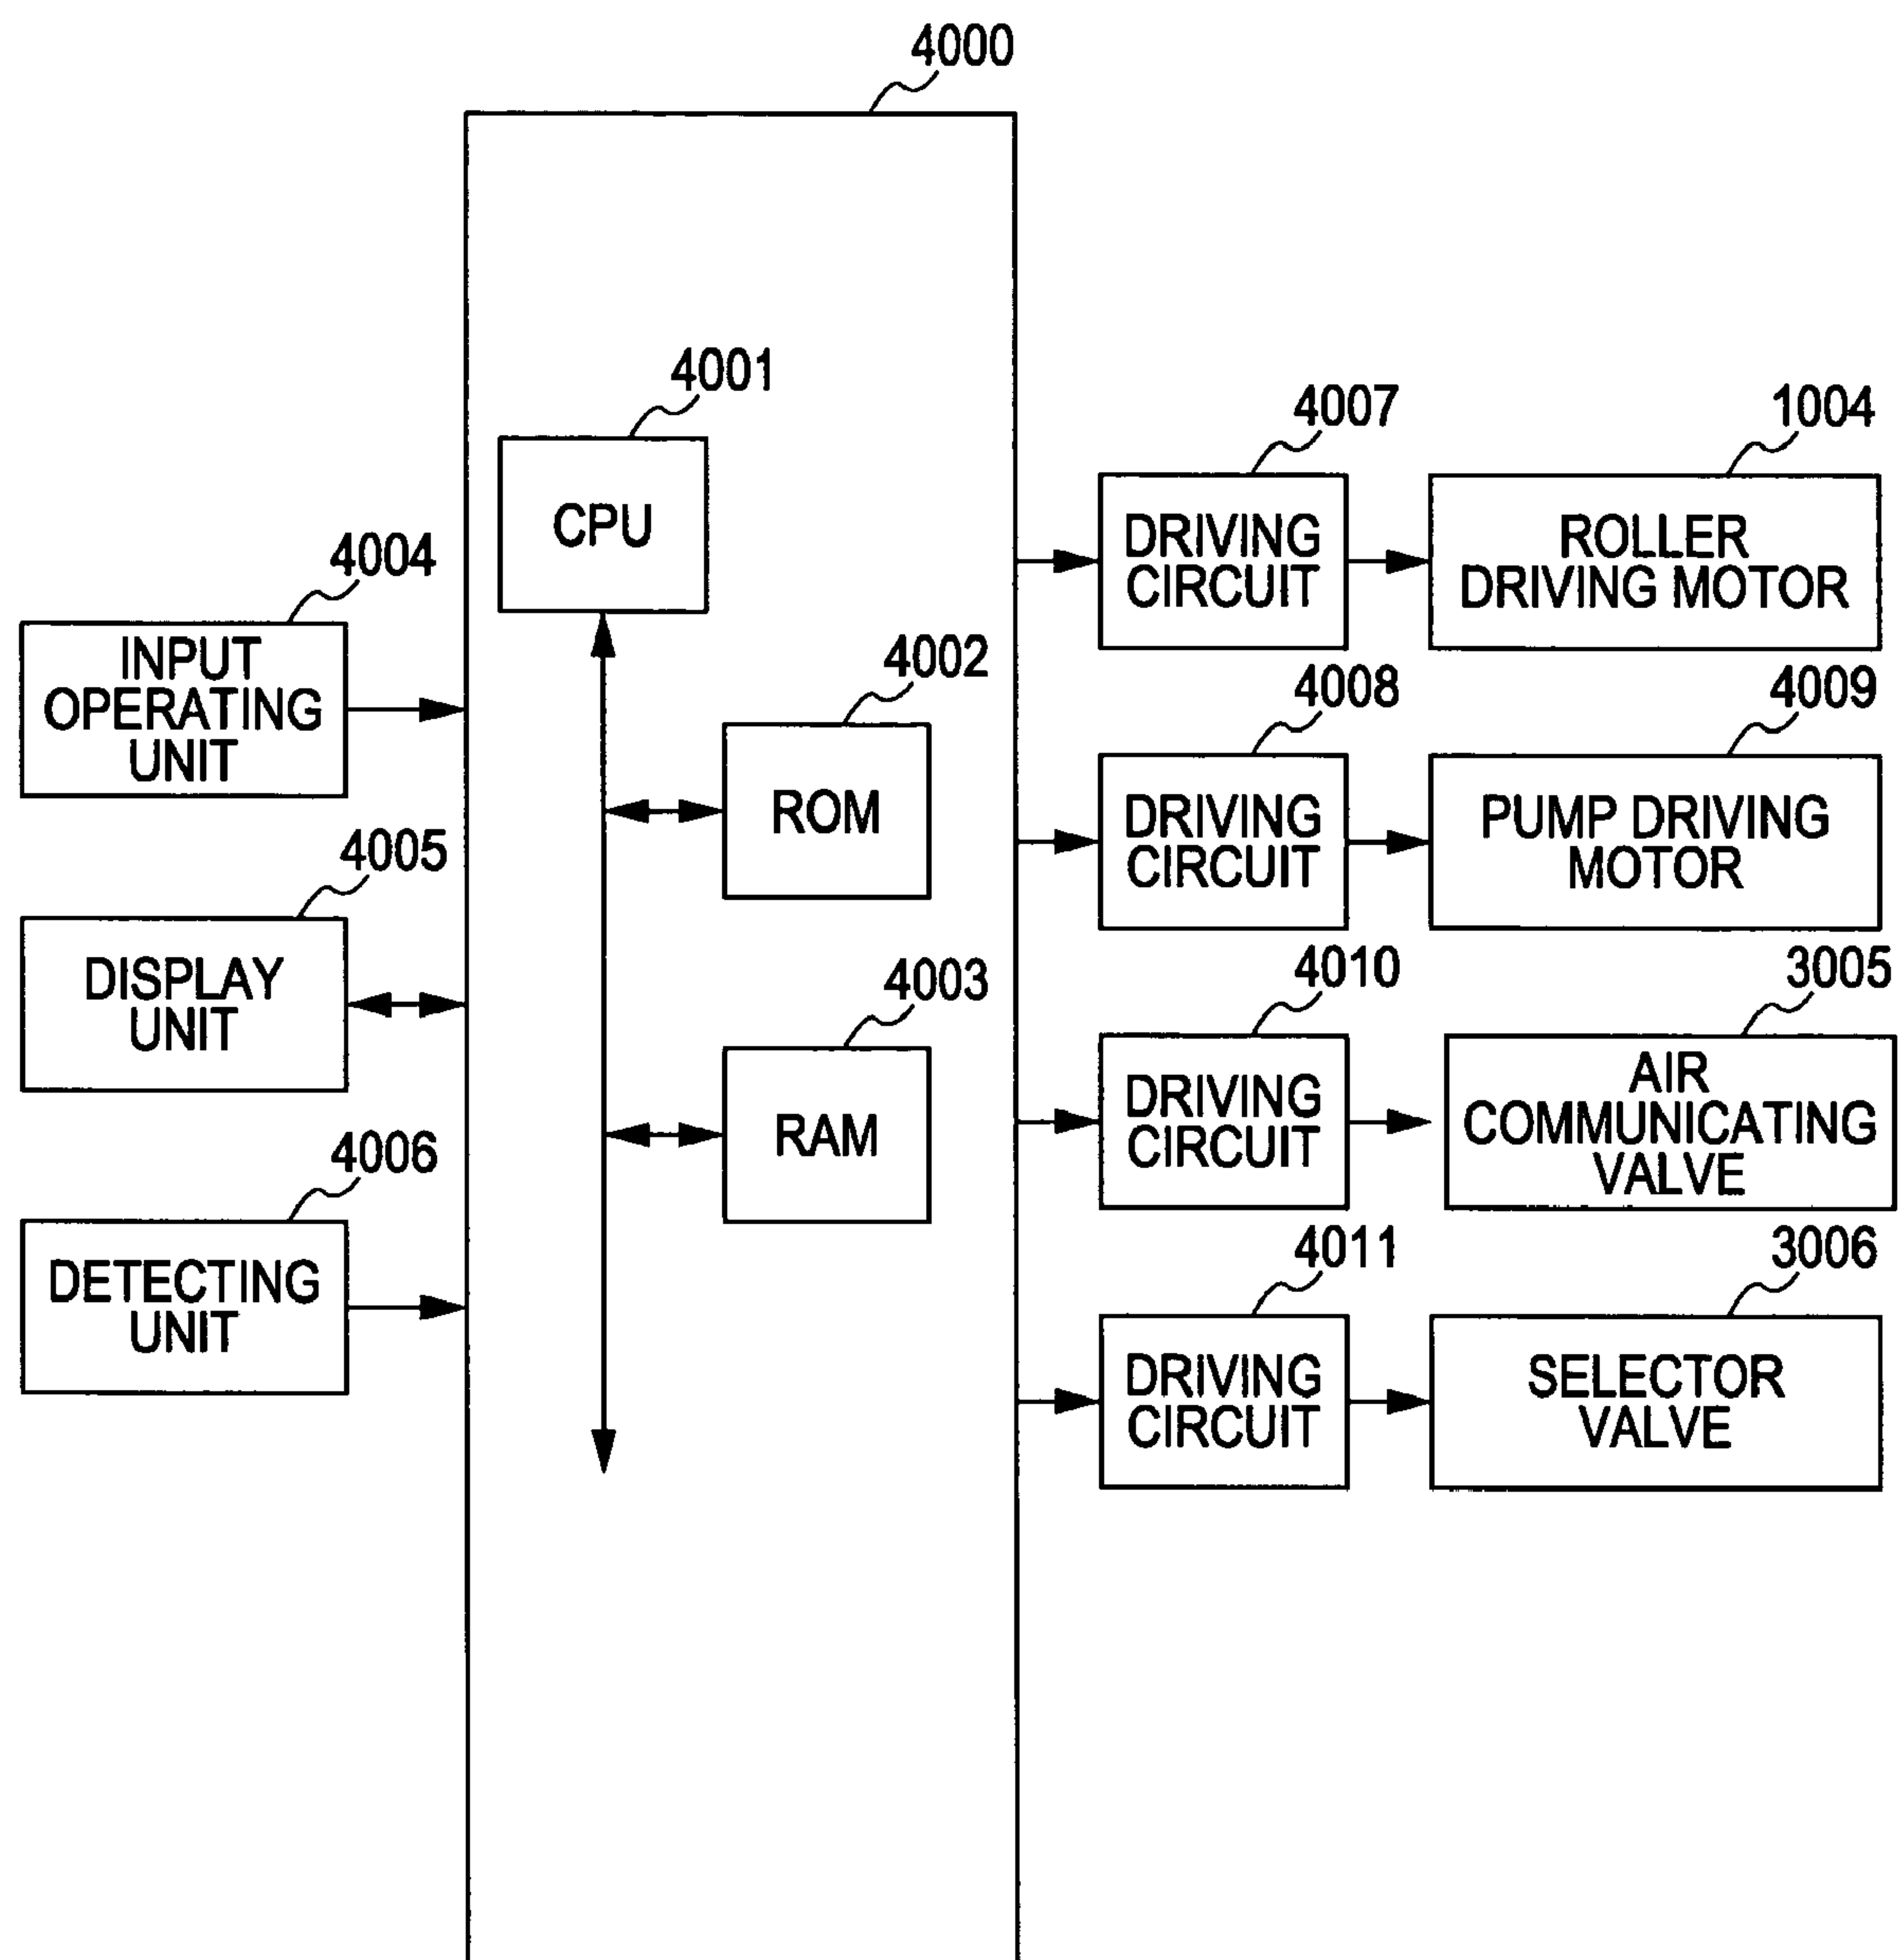 4000
4001
CPU
4002
ROM
4003
RAM
4004
INPUT
OPERATING
UNIT
4005
DISPLAY
UNIT
4006
DETECTING
UNIT
4007
DRIVING
CIRCUIT
1004
ROLLER
DRIVING MOTOR
4008
DRIVING
CIRCUIT
4009
PUMP DRIVING
MOTOR
4010
DRIVING
CIRCUIT
3005
AIR
COMMUNICATING
VALVE
4011
DRIVING
CIRCUIT
3006
SELECTOR
VALVE